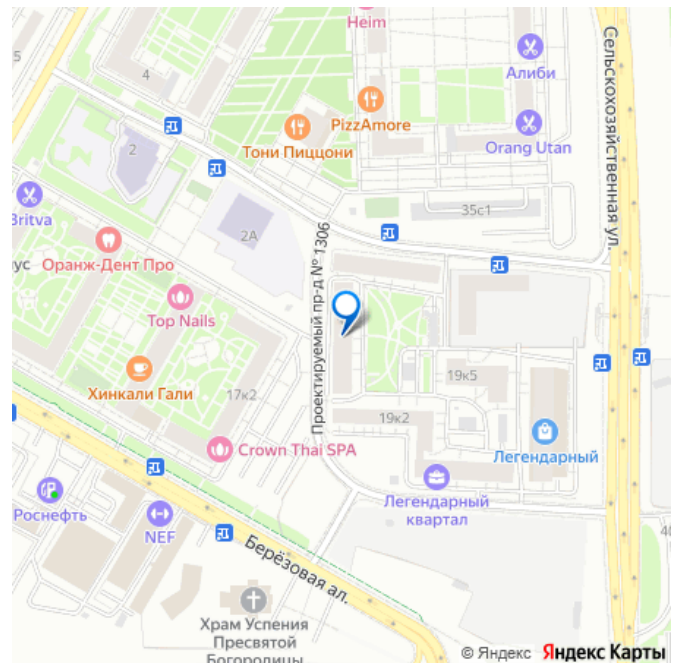 Heim
5
4
Алиби
PizzAmore
Тони Пиццони
Orang Utan
2
Britva
35с1
2А
ус
Оранж-Дент Про
Сельскохозяйственная ул.
Проектируемый пр-д № 1306
Top Nails
Хинкали Гали
17к2
19к5
19к2
Crown Thai SPA
Легендарный
Легендарный
квартал
Роснефть
NEF
Берёзовая ал.
Храм Успения
Пресвятой
Богородицы
© Яндекс Яндекс Карты